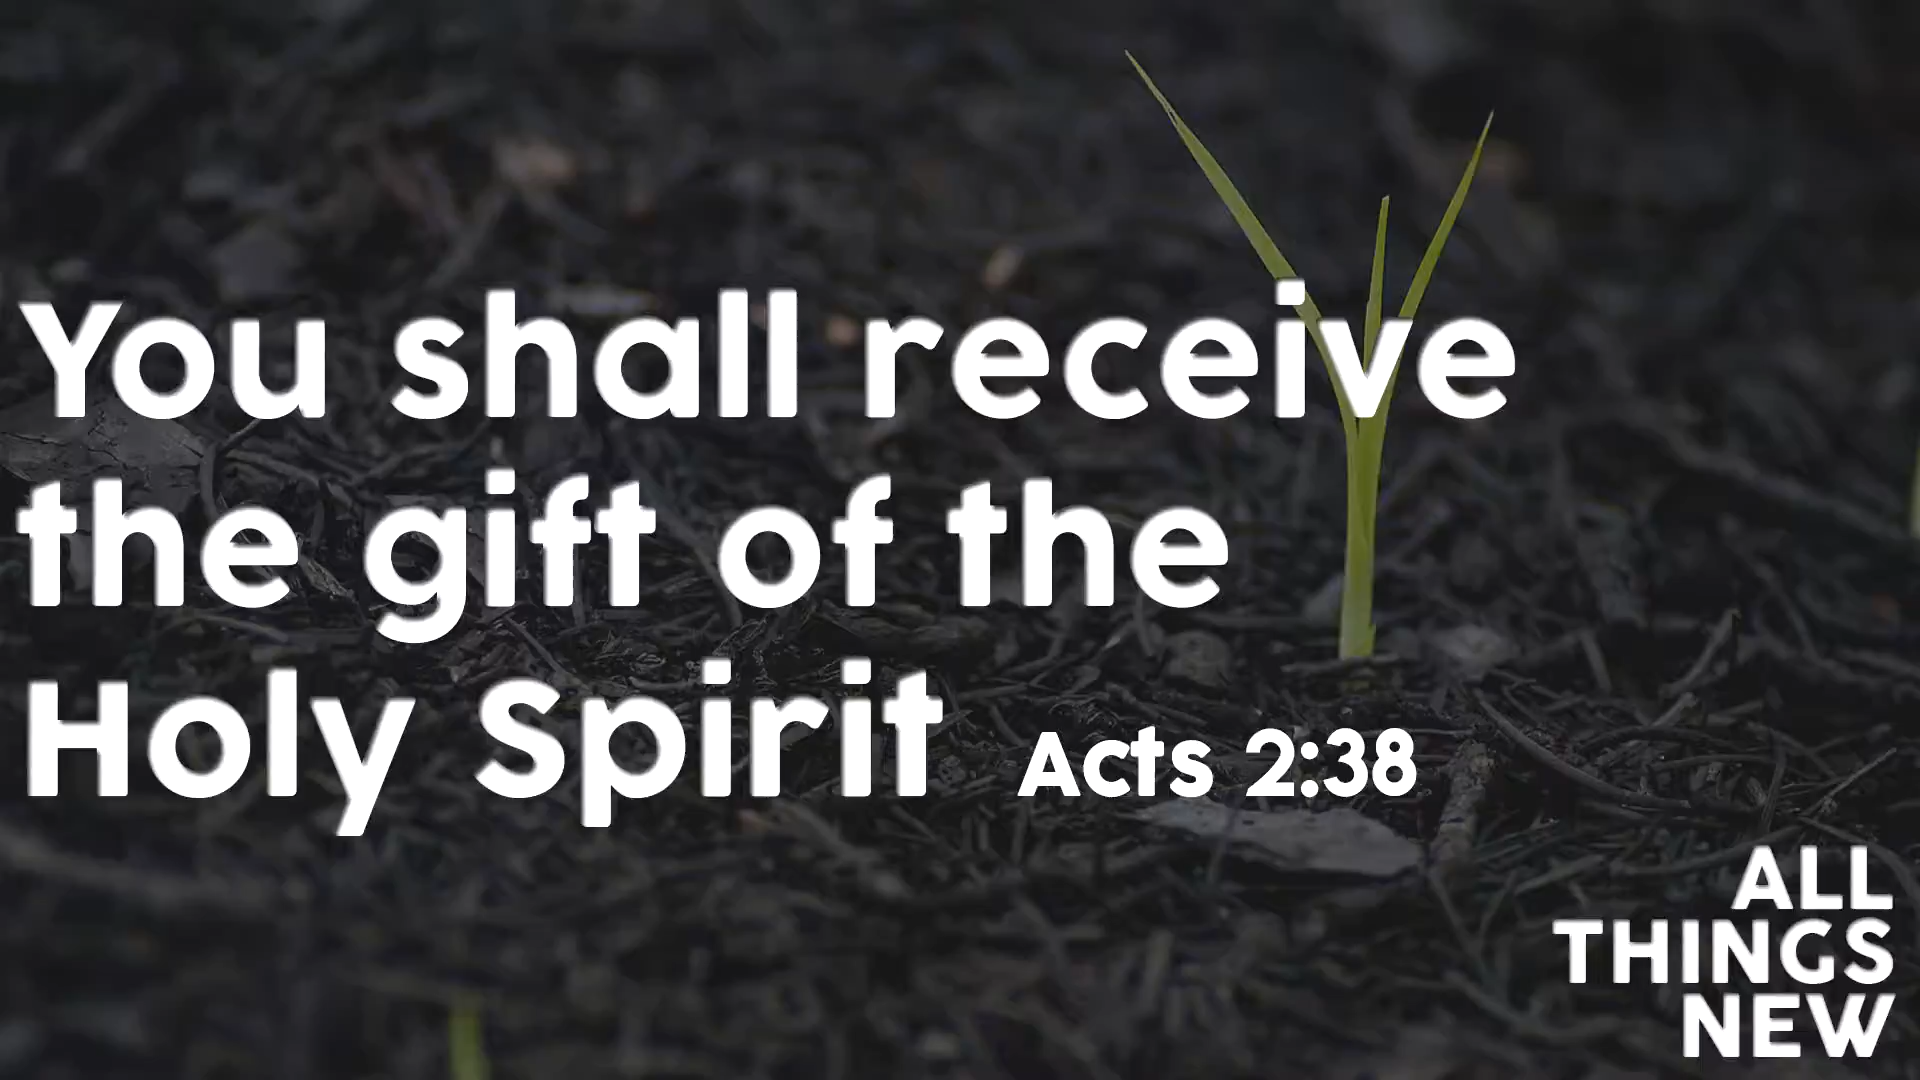 You shall receive
the gift of the
Holy Spirit Acts 2:38
ALL
THINGS
NEW